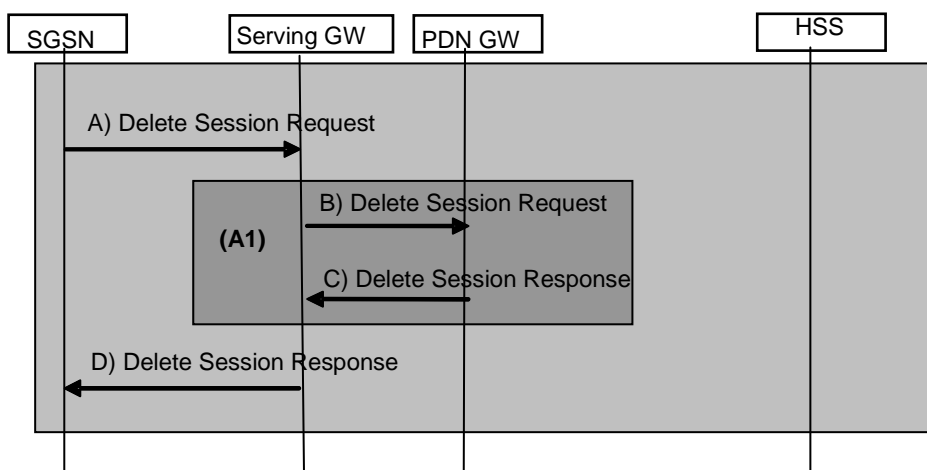 SGSN
Serving GW
PDN GW
HSS
A) Delete Session Request
B) Delete Session Request
(A1)
C) Delete Session Response
D) Delete Session Response